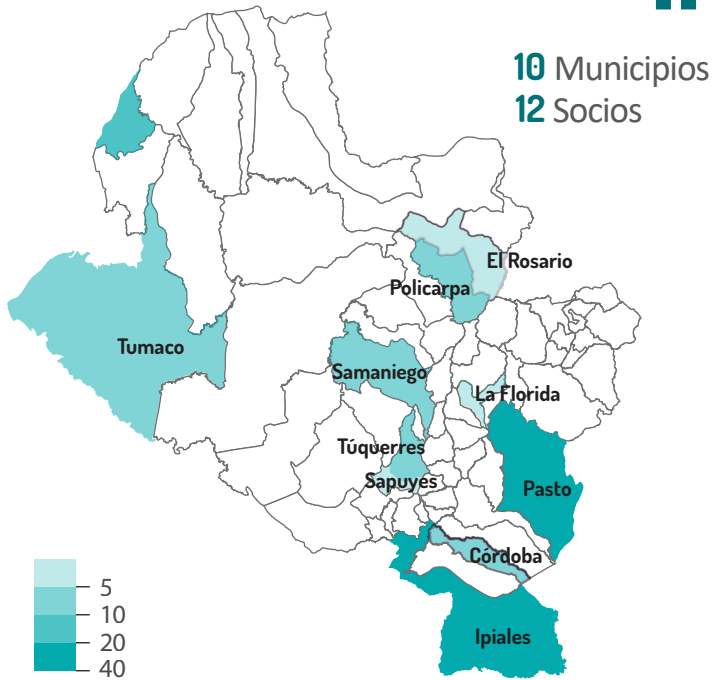 10 Municipios
12 Socios
El Rosario
Policarpa
Tumaco
Samaniego
La Florida
Túquerres
Sapuyes
Pasto
Córdoba
Ipiales
5
10
20
40